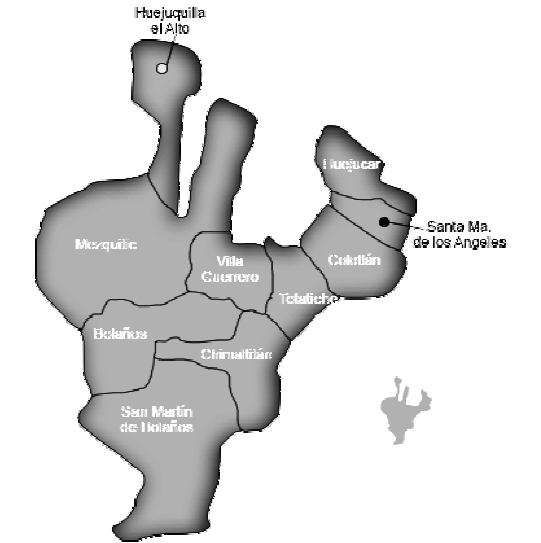 Huejuquilla
el Alto
Huejucar
Santa Ma.
de los Angeles
Mezquitic
Villa
Guerrero
Colotlán
Totatiche
Bolaños
Chimaltitán
San Martín
de Bolaños